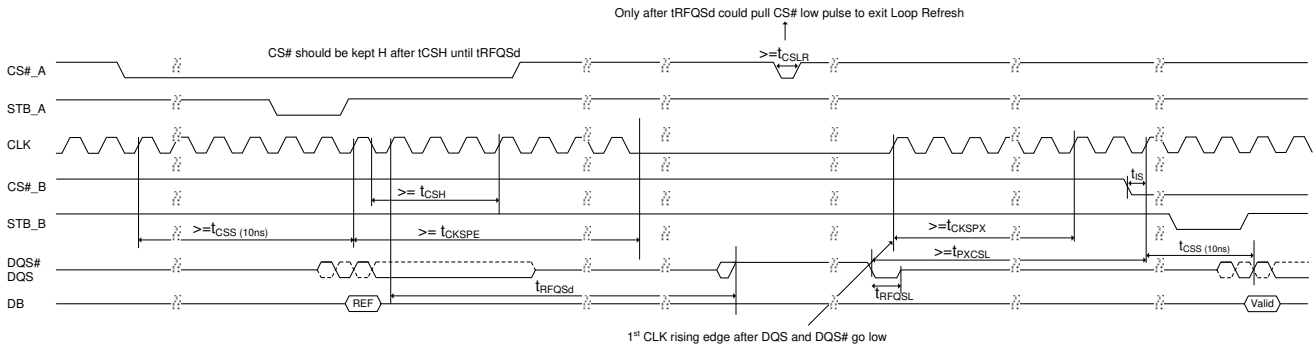 Only after tRFQSd could pull CS# low pulse to exit Loop Refresh
CS# should be kept H after tCSH until tRFQSd
>=tCSLR
CS#_A
STB_A
CLK
CS#_B
tIS
>= tCSH
STB_B
>=tCSS (10ns)
>= tCKSPE
>=tCKSPX
>=tPXCSL
tCSS (10ns)
DQS#
DQS
tRFQSd
tRFQSL
DB
REF
Valid
1st CLK rising edge after DQS and DQS# go low